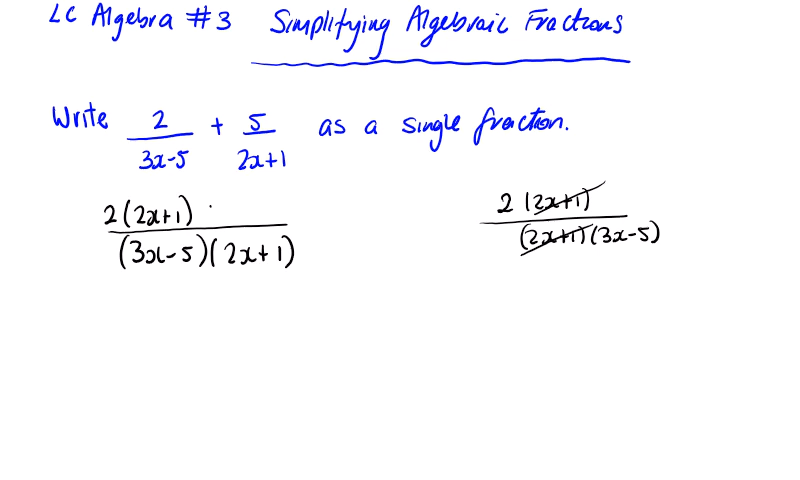 LC Algebra #3 Simplifying Algebraic Fractions
Write 2/(3x-5) + 5/(2x+1) as a single fraction.
2(2x+1) 2(2x+1)
(3x-5)(2x+1) (2x+1)(3x-5)